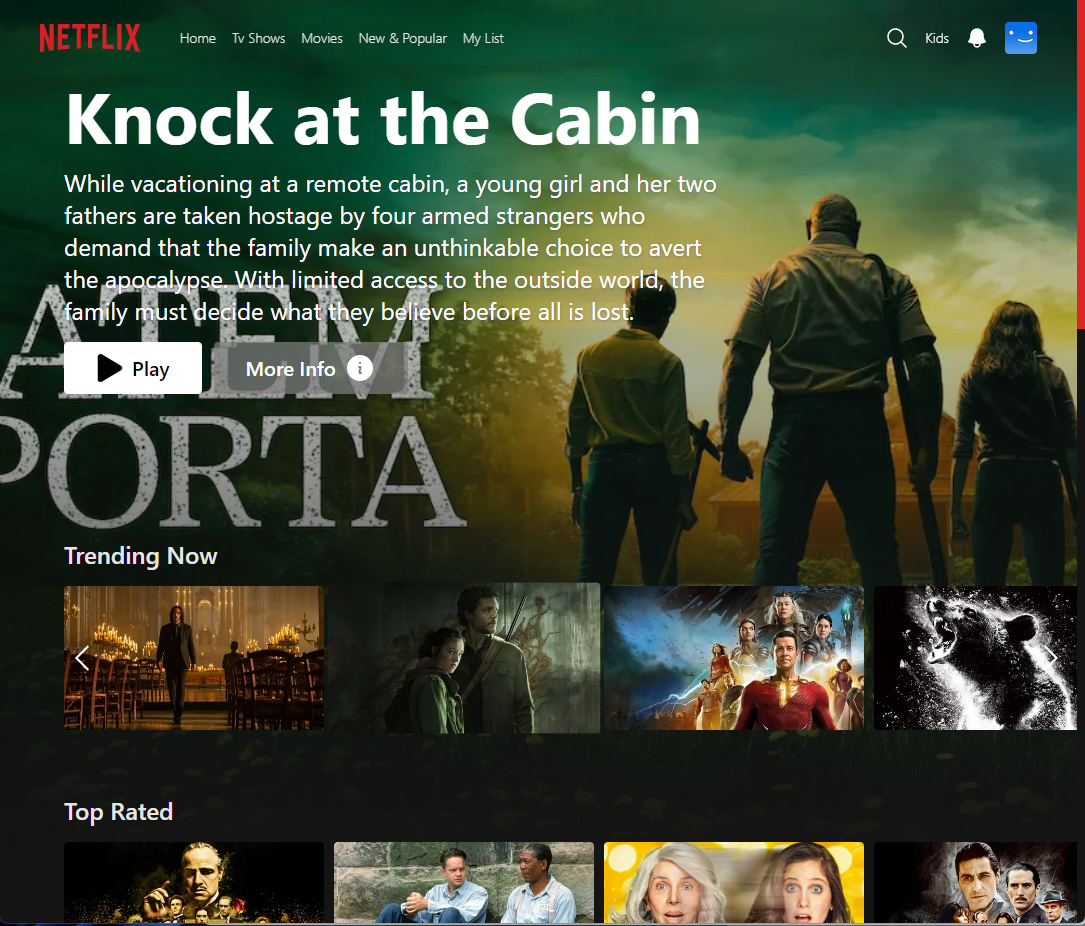 NETFLIX Home Tv Shows Movies New & Popular My List Kids
Knock at the Cabin
While vacationing at a remote cabin, a young girl and her two
fathers are taken hostage by four armed strangers who
demand that the family make an unthinkable choice to avert
the apocalypse. With limited access to the outside world, the
family must decide what they believe before all is lost.
ATEM
Play More Info i
PORTA
Trending Now
Top Rated